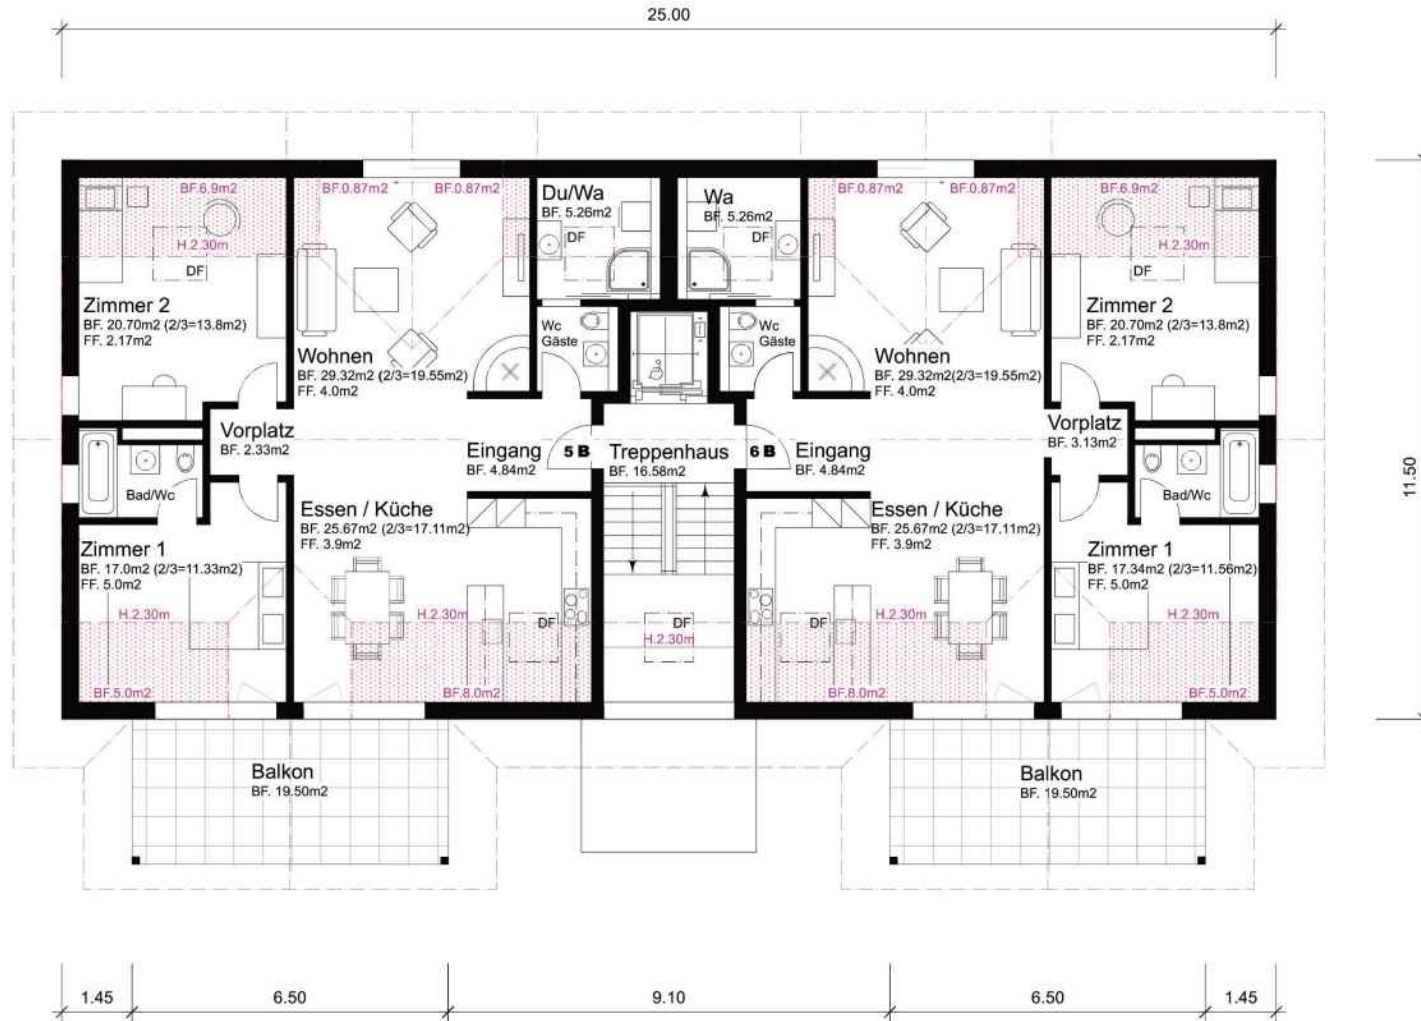 25.00
BF.6.9m2
BF.0.87m2
BF.0.87m2
Du/Wa
BF. 5.26m2
DF
Wa
BF. 5.26m2
DF
BF.0.87m2
BF.0.87m2
BF.6.9m2
H.2.30m
DF
H.2.30m
DF
Zimmer 2
BF. 20.70m2 (2/3=13.8m2)
FF. 2.17m2
Wohnen
BF. 29.32m2 (2/3=19.55m2)
FF. 4.0m2
Wc
Gäste
Wc
Gäste
Wohnen
BF. 29.32m2(2/3=19.55m2)
FF. 4.0m2
Zimmer 2
BF. 20.70m2 (2/3=13.8m2)
FF. 2.17m2
Vorplatz
BF. 2.33m2
Eingang
BF. 4.84m2
5 B
Treppenhaus
BF. 16.58m2
6 B
Eingang
BF. 4.84m2
Vorplatz
BF. 3.13m2
11.50
Bad/Wc
Bad/Wc
Zimmer 1
BF. 17.0m2 (2/3=11.33m2)
FF. 5.0m2
Essen / Küche
BF. 25.67m2 (2/3=17.11m2)
FF. 3.9m2
Essen / Küche
BF. 25.67m2 (2/3=17.11m2)
FF. 3.9m2
Zimmer 1
BF. 17.34m2 (2/3=11.56m2)
FF. 5.0m2
H.2.30m
H.2.30m
DF
DF
H.2.30m
DF
H.2.30m
H.2.30m
BF.5.0m2
BF.8.0m2
BF.8.0m2
BF.5.0m2
Balkon
BF. 19.50m2
Balkon
BF. 19.50m2
1.45
6.50
9.10
6.50
1.45